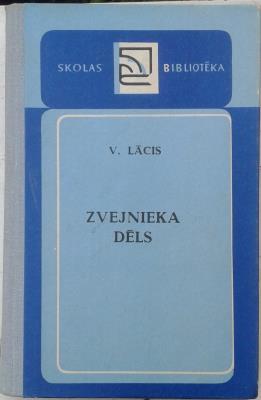 SKOLAS BIBLIOTĒKA
V. LĀCIS
ZVEJNIEKA
DĒLS